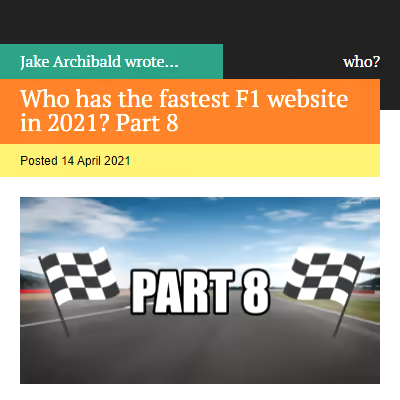 Jake Archibald wrote...
who?
Who has the fastest F1 website
in 2021? Part 8
Posted 14 April 2021
PART 8